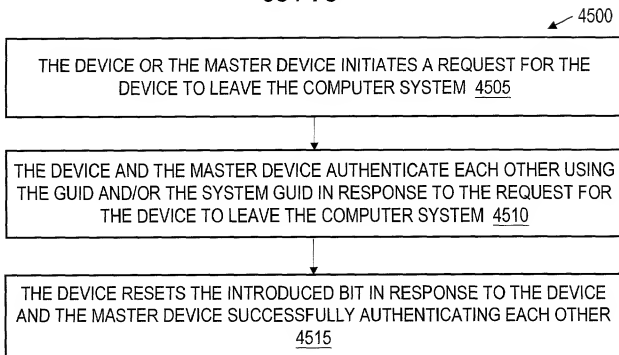 4500
THE DEVICE OR THE MASTER DEVICE INITIATES A REQUEST FOR THE
DEVICE TO LEAVE THE COMPUTER SYSTEM 4505
THE DEVICE AND THE MASTER DEVICE AUTHENTICATE EACH OTHER USING
THE GUID AND/OR THE SYSTEM GUID IN RESPONSE TO THE REQUEST FOR
THE DEVICE TO LEAVE THE COMPUTER SYSTEM 4510
THE DEVICE RESETS THE INTRODUCED BIT IN RESPONSE TO THE DEVICE
AND THE MASTER DEVICE SUCCESSFULLY AUTHENTICATING EACH OTHER
4515